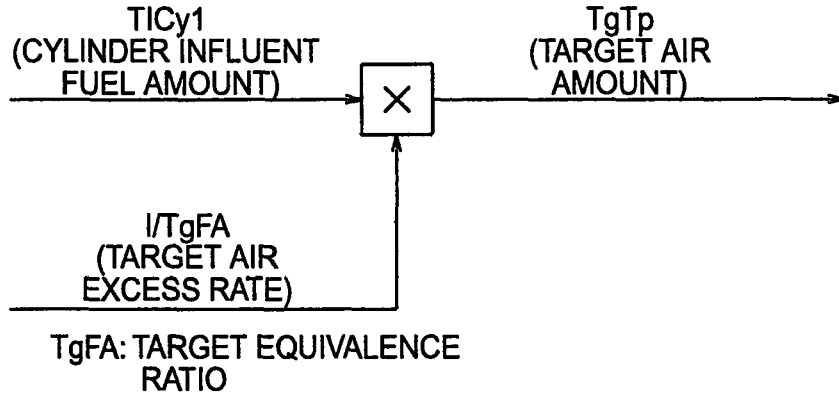 TICy1
(CYLINDER INFLUENT
FUEL AMOUNT)
TgTp
(TARGET AIR
AMOUNT)
×
I/TgFA
(TARGET AIR
EXCESS RATE)
TgFA: TARGET EQUIVALENCE
RATIO